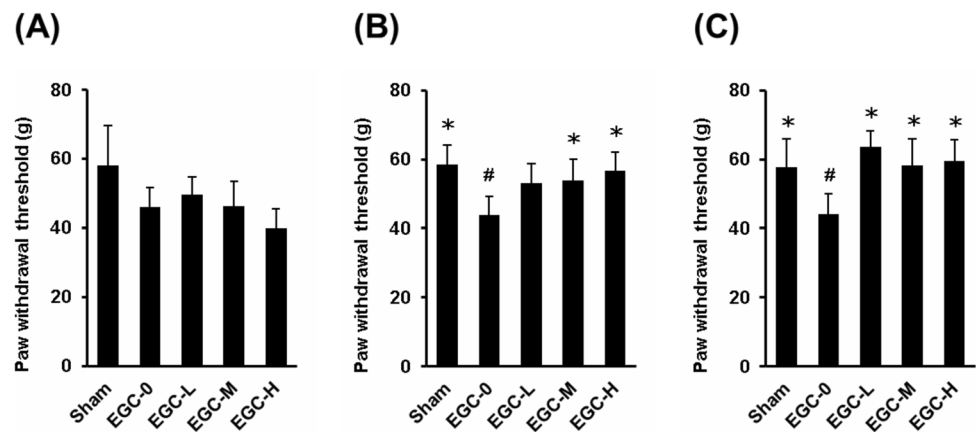 (A)
Paw withdrawal threshold (g)
80
60
40
20
0
Sham
EGC-0
EGC-L
EGC-M
EGC-H
(B)
Paw withdrawal threshold (g)
80
60
40
20
0
*
#
*
*
Sham
EGC-0
EGC-L
EGC-M
EGC-H
(C)
Paw withdrawal threshold (g)
80
60
40
20
0
*
#
*
*
*
Sham
EGC-0
EGC-L
EGC-M
EGC-H